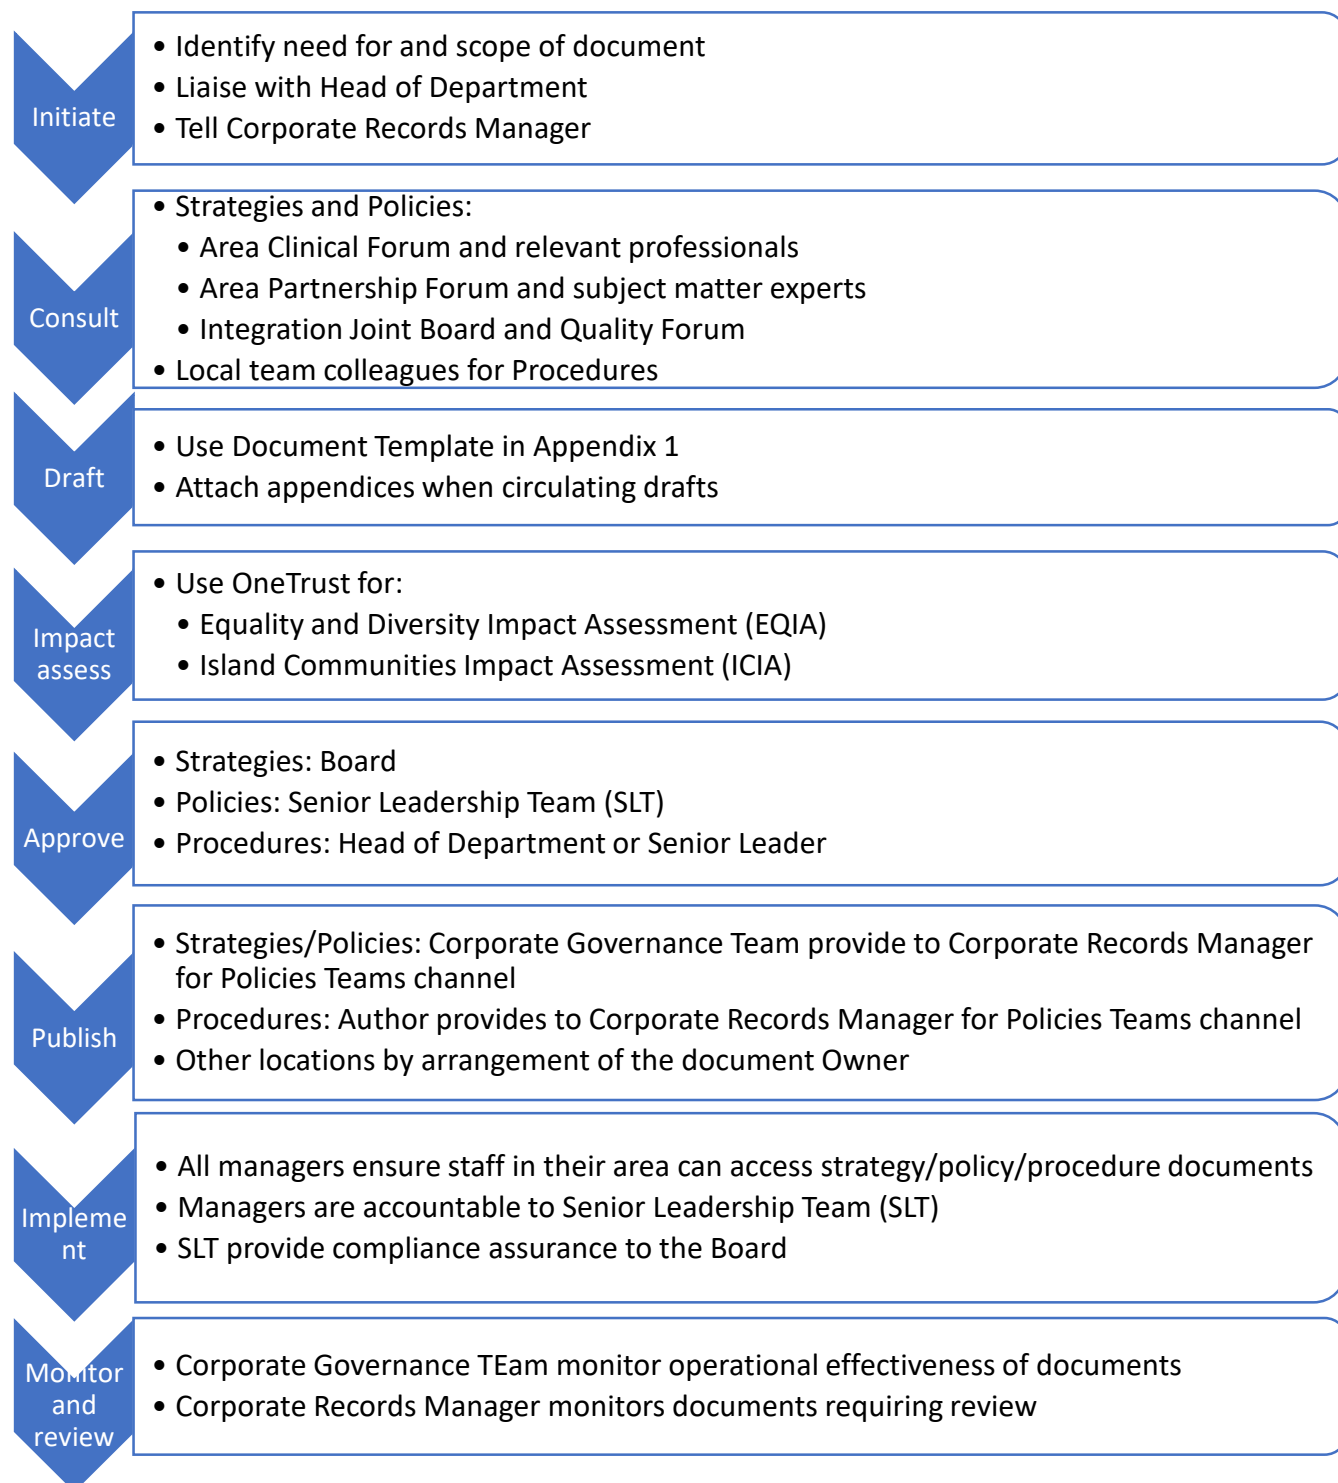 Initiate
• Identify need for and scope of document
• Liaise with Head of Department
• Tell Corporate Records Manager
Consult
• Strategies and Policies:
• Area Clinical Forum and relevant professionals
• Area Partnership Forum and subject matter experts
• Integration Joint Board and Quality Forum
• Local team colleagues for Procedures
Draft
• Use Document Template in Appendix 1
• Attach appendices when circulating drafts
Impact
assess
• Use OneTrust for:
• Equality and Diversity Impact Assessment (EQIA)
• Island Communities Impact Assessment (ICIA)
Approve
• Strategies: Board
• Policies: Senior Leadership Team (SLT)
• Procedures: Head of Department or Senior Leader
Publish
• Strategies/Policies: Corporate Governance Team provide to Corporate Records Manager
for Policies Teams channel
• Procedures: Author provides to Corporate Records Manager for Policies Teams channel
• Other locations by arrangement of the document Owner
Impleme
nt
• All managers ensure staff in their area can access strategy/policy/procedure documents
• Managers are accountable to Senior Leadership Team (SLT)
• SLT provide compliance assurance to the Board
Monitor
and
review
• Corporate Governance TEam monitor operational effectiveness of documents
• Corporate Records Manager monitors documents requiring review